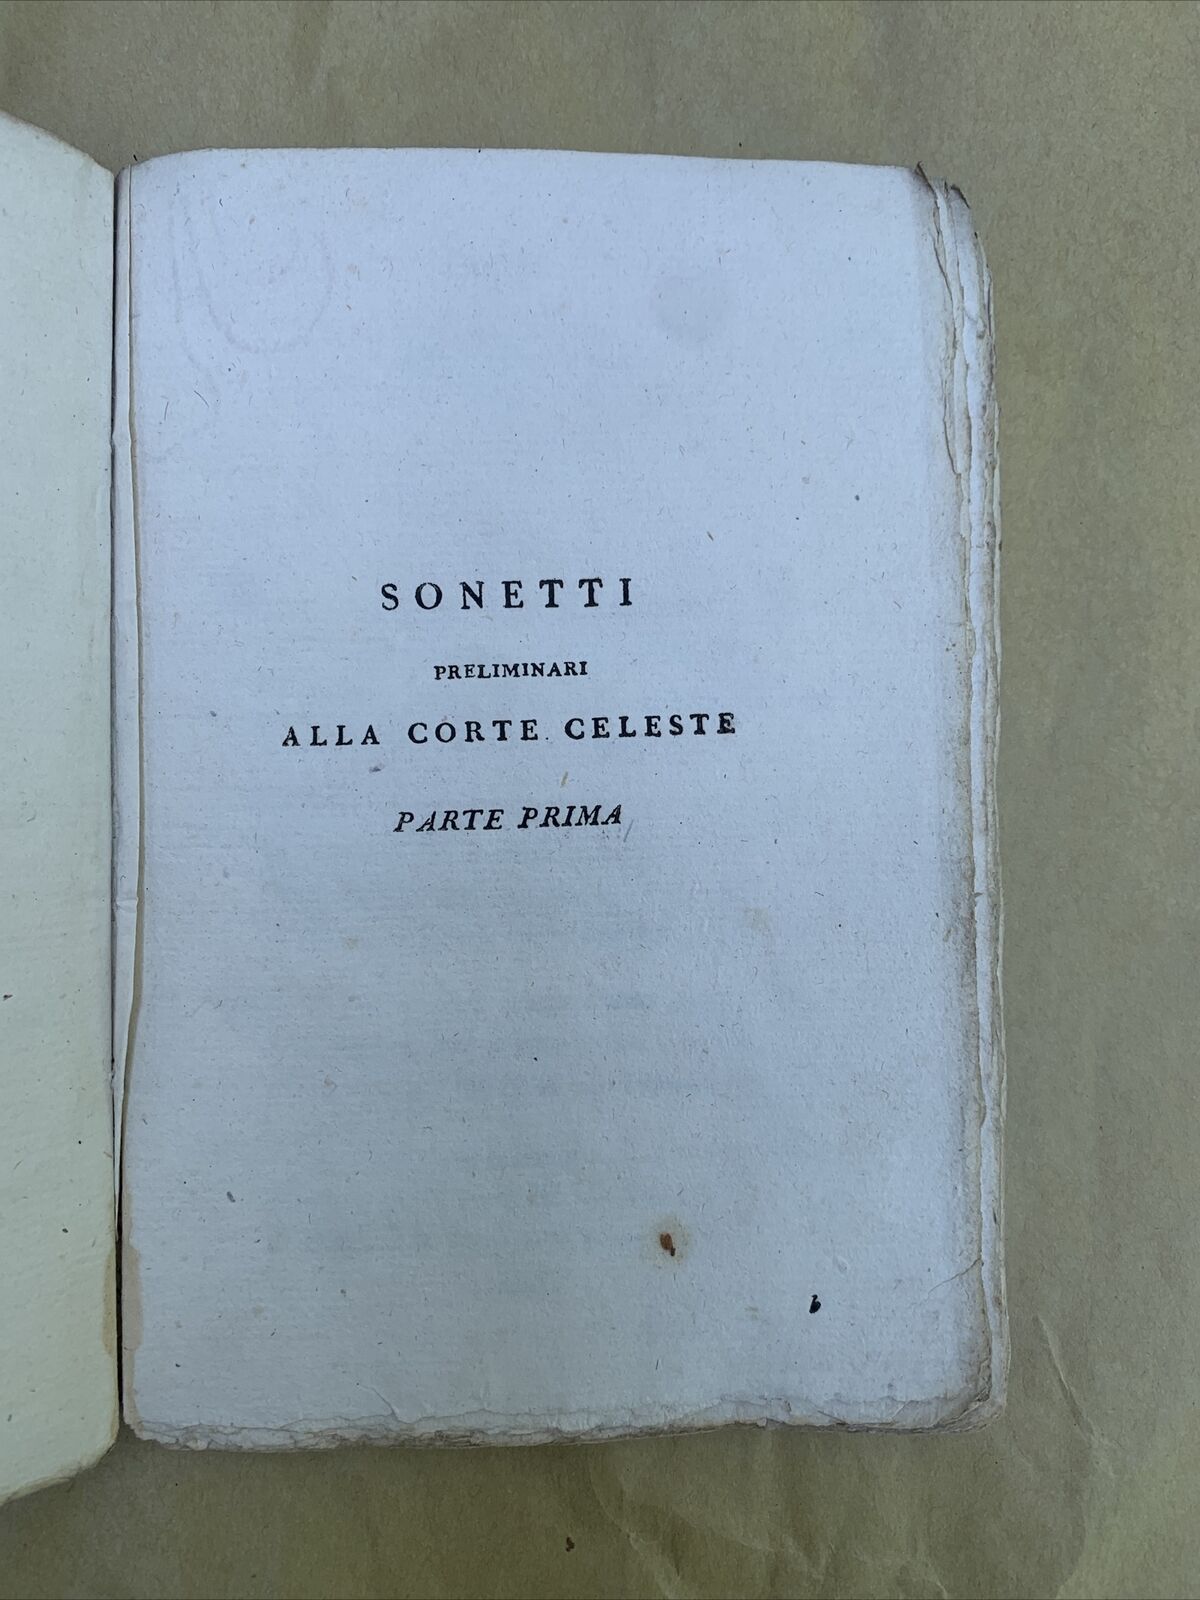 SONETTI
PRELIMINARI
ALLA CORTE CELESTE
PARTE PRIMA
b